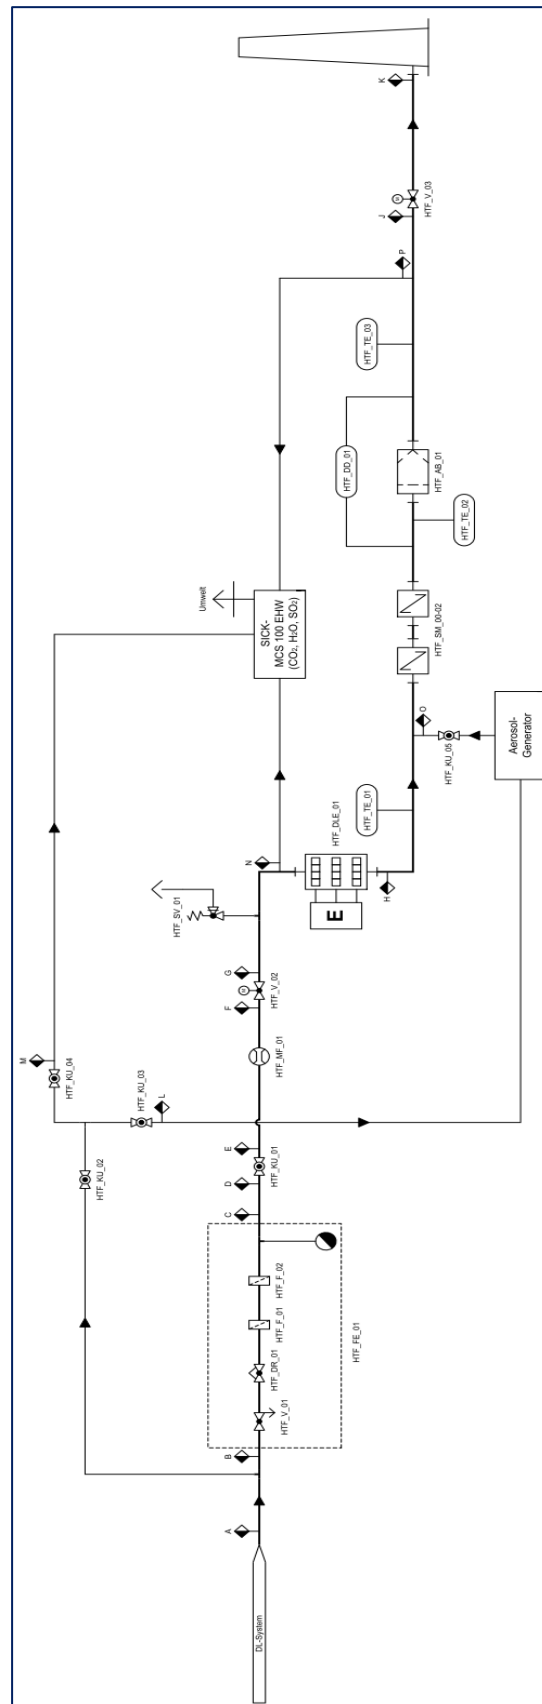 DL-System
A
B
HTF_V_01
HTF_DR_01
HTF_F_01
HTF_F_02
HTF_FE_01
C
D
HTF_KU_01
E
HTF_KU_02
HTF_KU_03
L
HTF_KU_04
M
HTF_MF_01
F
M
HTF_V_02
G
HTF_SV_01
N
E
HTF_DLE_01
H
HTF_TE_01
Umwelt
SICK-
MCS 100 EHW
(CO₂, H₂O, SO₂)
Aerosol-
Generator
HTF_KU_05
O
HTF_SM_00-02
HTF_TE_02
HTF_AB_01
HTF_DD_01
HTF_TE_03
P
J
M
HTF_V_03
K